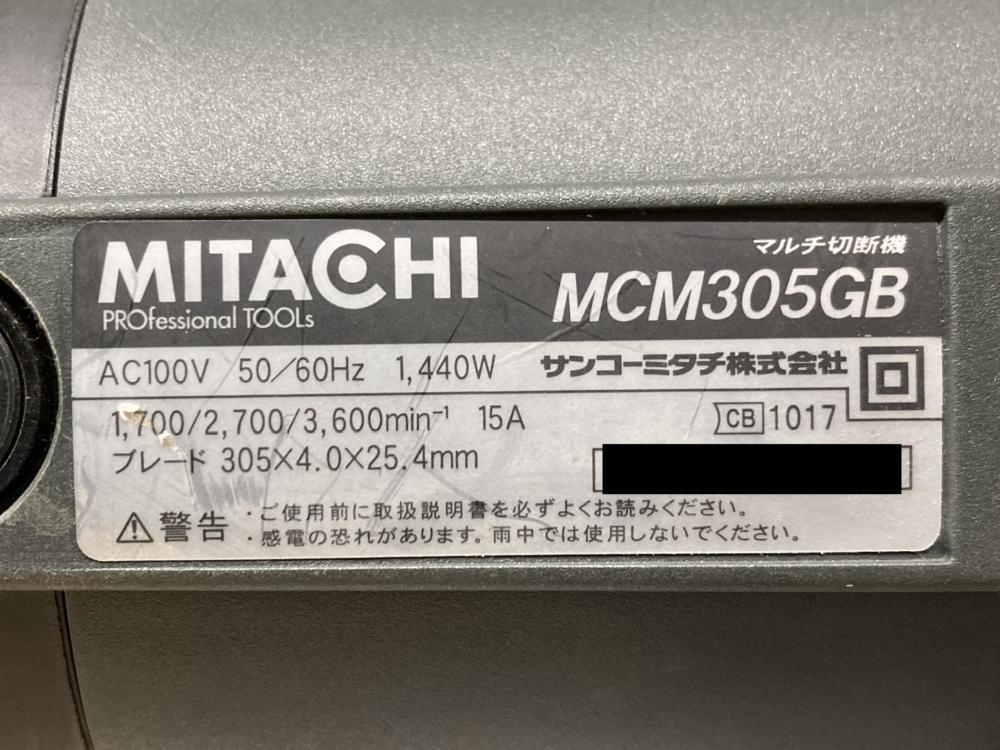 MITACHI
PROfessional TOOLs
マルチ切断機
MCM305GB
AC100V 50/60Hz 1,440W
サンコーミタチ株式会社
1,700/2,700/3,600min⁻¹ 15A
CB 1017
ブレード 305×4.0×25.4mm
警告
・ご使用前に取扱説明書を必ずよくお読みください。
・感電の恐れがあります。雨中では使用しないでください。